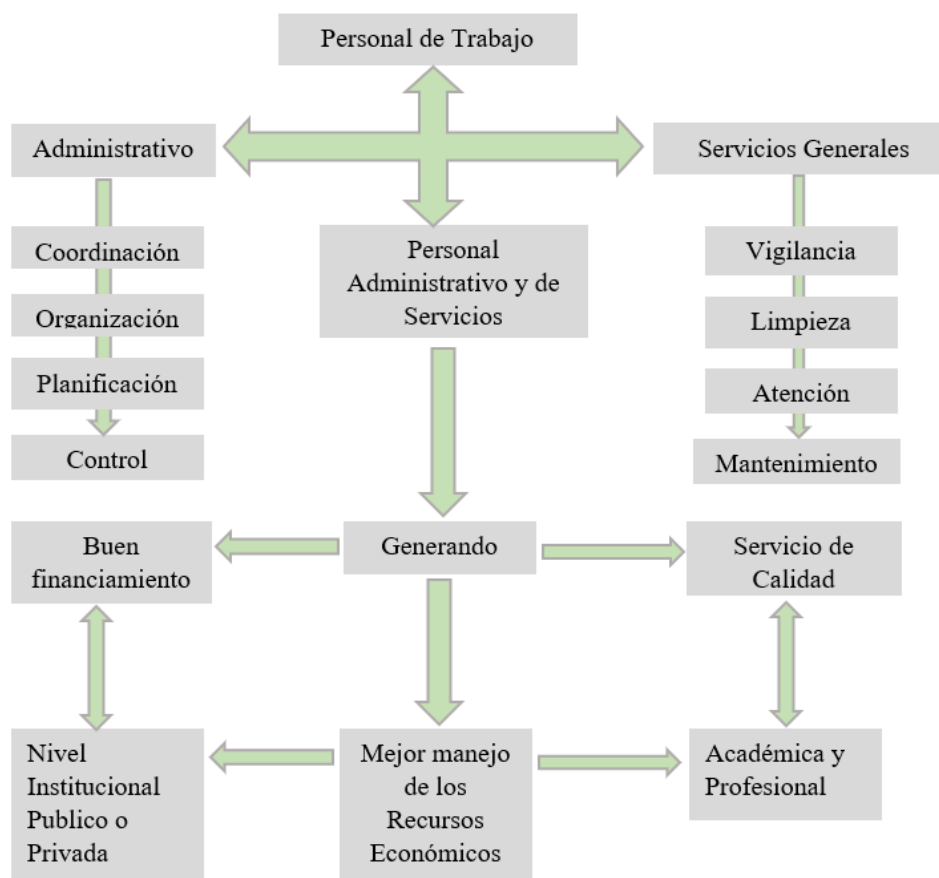 Personal de Trabajo
Administrativo
Servicios Generales
Coordinación
Organización
Planificación
Control
Personal
Administrativo y de
Servicios
Vigilancia
Limpieza
Atención
Mantenimiento
Buen
financiamiento
Generando
Servicio de
Calidad
Nivel
Institucional
Publico o
Privada
Mejor manejo
de los
Recursos
Económicos
Académica y
Profesional